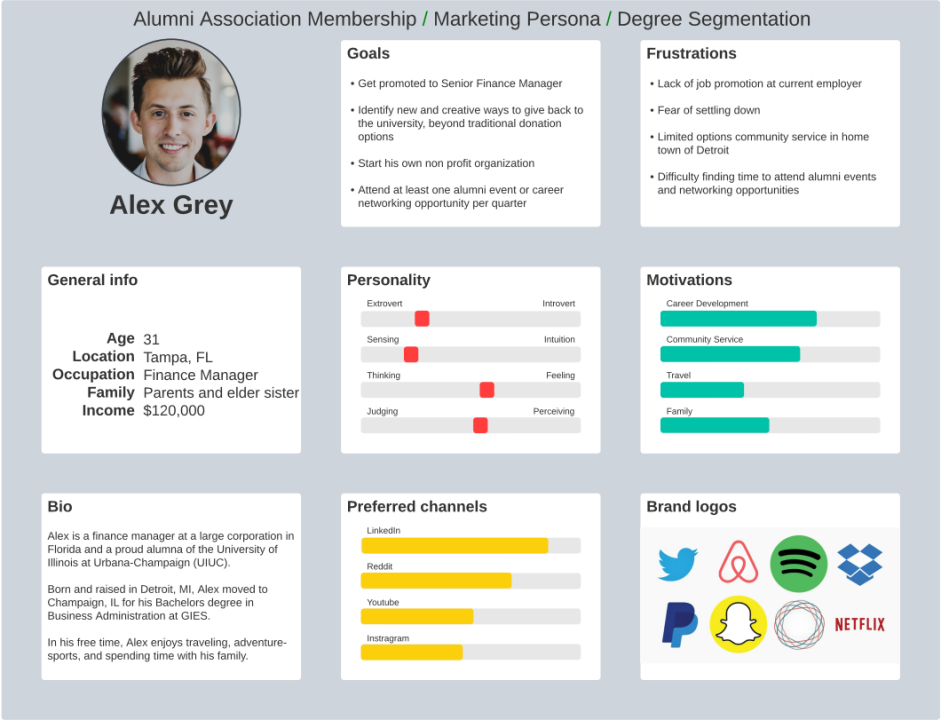 Alumni Association Membership / Marketing Persona / Degree Segmentation
Alex Grey
Goals
• Get promoted to Senior Finance Manager
• Identify new and creative ways to give back to
the university, beyond traditional donation
options
• Start his own non profit organization
• Attend at least one alumni event or career
networking opportunity per quarter
Frustrations
• Lack of job promotion at current employer
• Fear of settling down
• Limited options community service in home
town of Detroit
• Difficulty finding time to attend alumni events
and networking opportunities
General info
Age 31
Location Tampa, FL
Occupation Finance Manager
Family Parents and elder sister
Income $120,000
Personality
Extrovert Introvert
Sensing Intuition
Thinking Feeling
Judging Perceiving
Motivations
Career Development
Community Service
Travel
Family
Bio
Alex is a finance manager at a large corporation in
Florida and a proud alumna of the University of
Illinois at Urbana-Champaign (UIUC).
Born and raised in Detroit, MI, Alex moved to
Champaign, IL for his Bachelors degree in
Business Administration at GIES.
In his free time, Alex enjoys traveling, adventure-
sports, and spending time with his family.
Preferred channels
LinkedIn
Reddit
Youtube
Instragram
Brand logos
NETFLIX